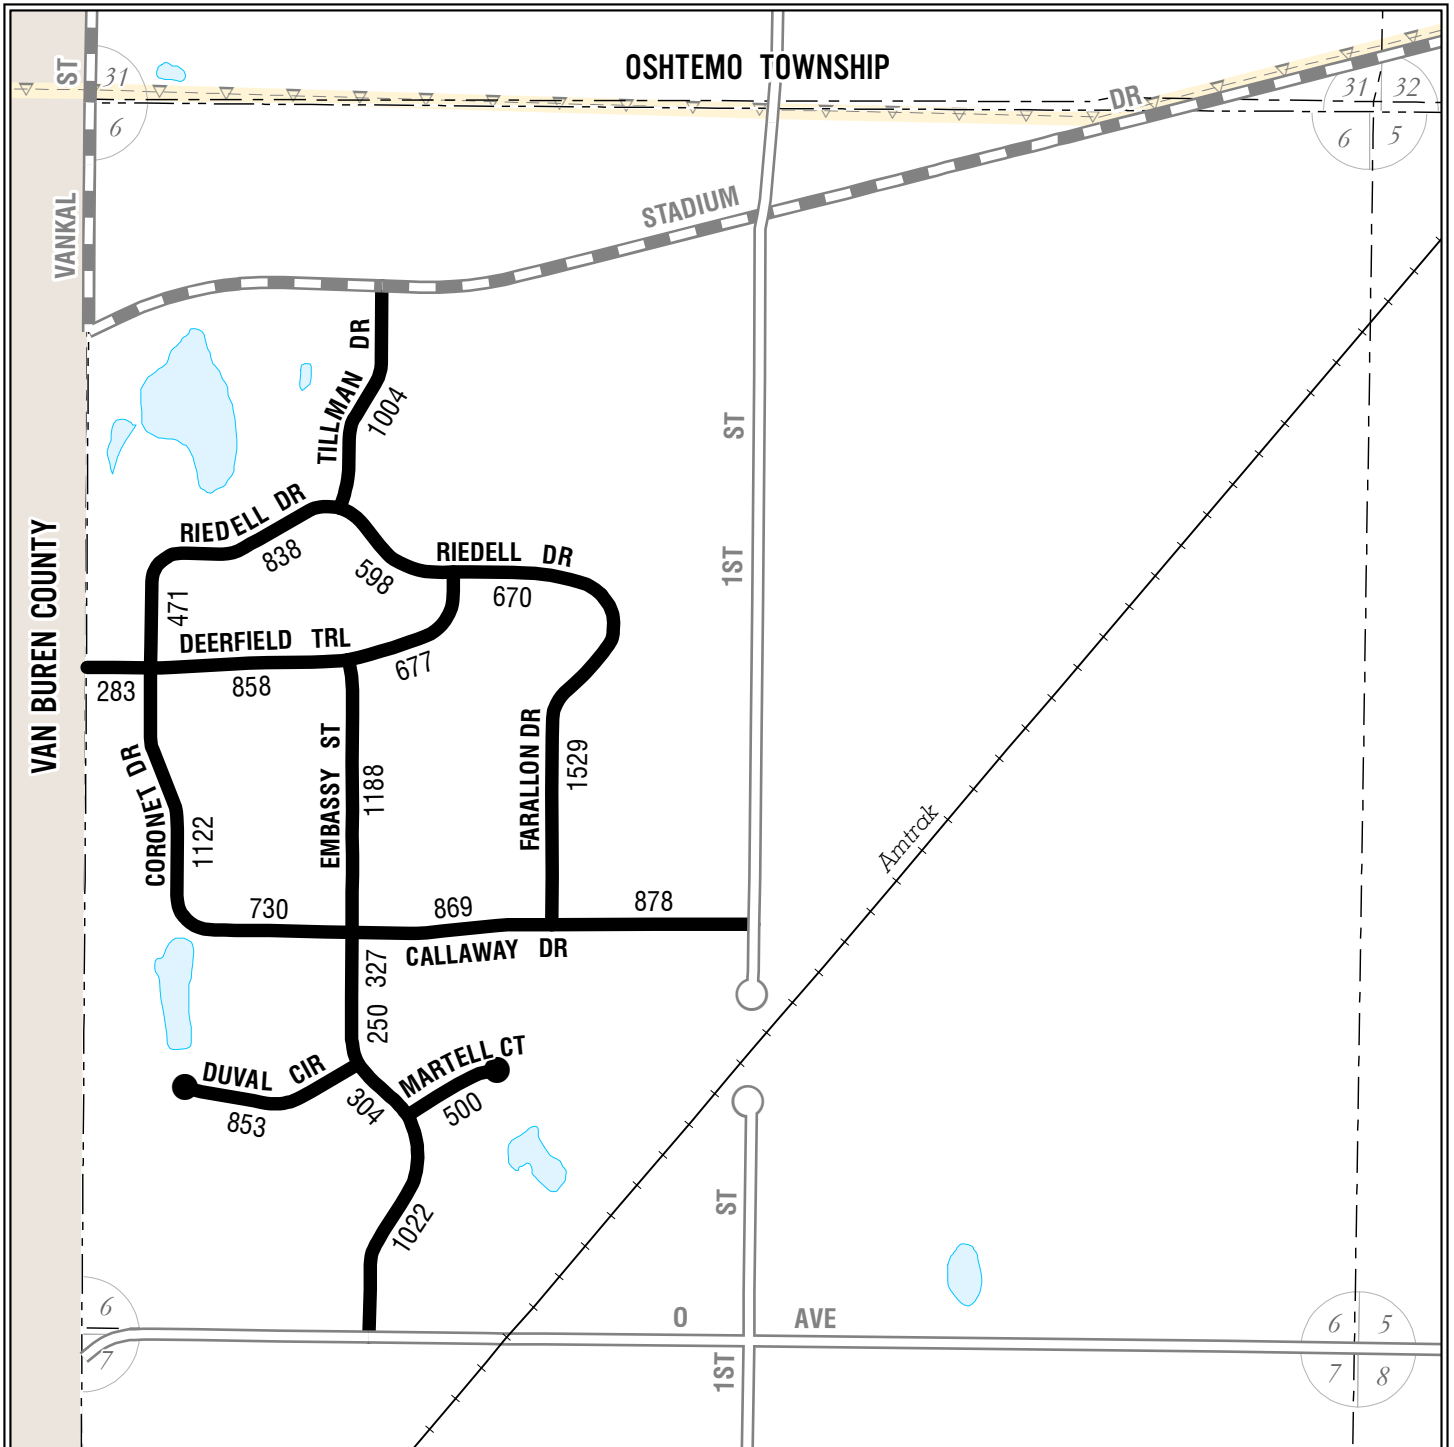 OSHTEMO TOWNSHIP
ST
31
6
VANKAL
STADIUM
DR
31
32
6
5
TILLMAN DR
1004
RIEDELL DR
838
598
RIEDELL DR
670
1ST ST
471
DEERFIELD TRL
677
283
858
VAN BUREN COUNTY
CORONET DR
1122
EMBASSY ST
1188
FARALLON DR
1529
Amtrak
730
869
878
CALLAWAY DR
327
250
DUVAL CIR
853
304
MARTELL CT
500
1022
ST
O AVE
1ST
6
7
6
5
7
8